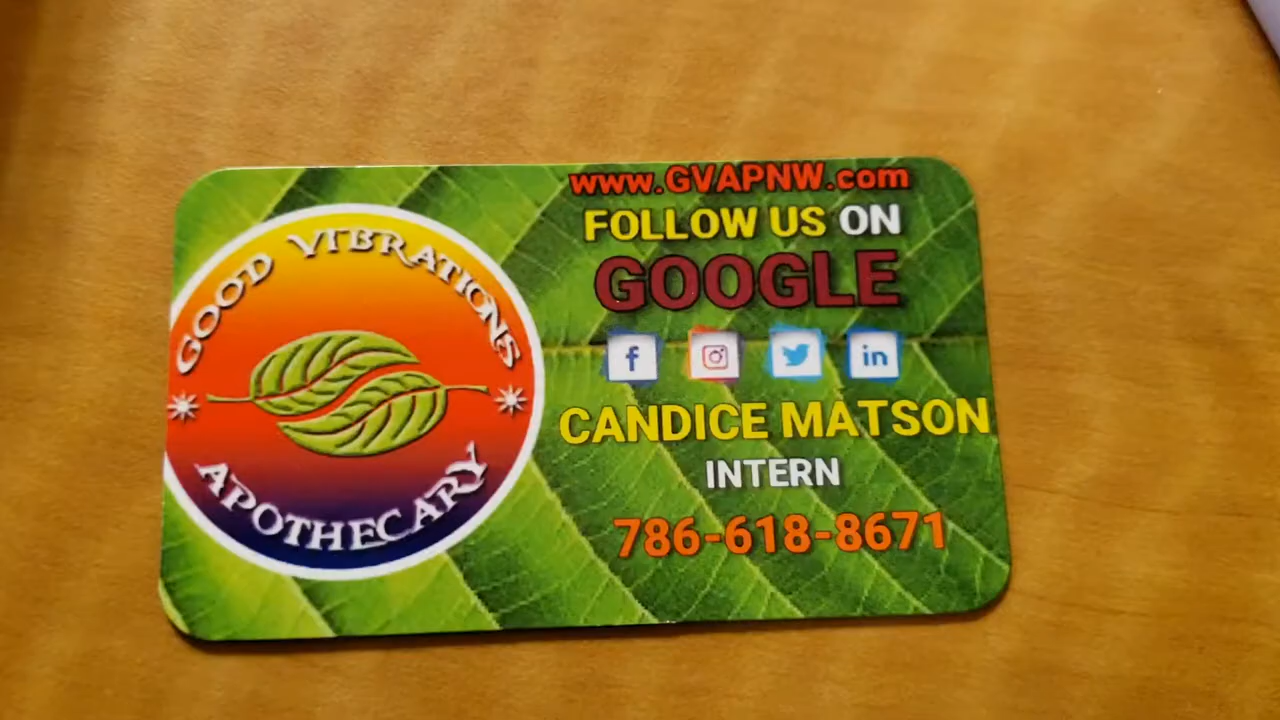 GOOD VIBRATIONS
APOTHECARY
www.GVAPNW.com
FOLLOW US ON
GOOGLE
f
in
CANDICE MATSON
INTERN
786-618-8671